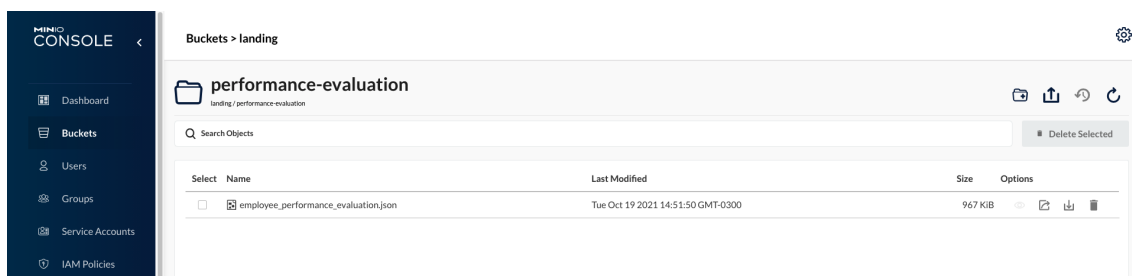 MINIO
CONSOLE
Buckets > landing
Dashboard
Buckets
Users
Groups
Service Accounts
IAM Policies
performance-evaluation
landing / performance-evaluation
Search Objects
Delete Selected
Select Name Last Modified Size Options
employee_performance_evaluation.json Tue Oct 19 2021 14:51:50 GMT-0300 967 KiB